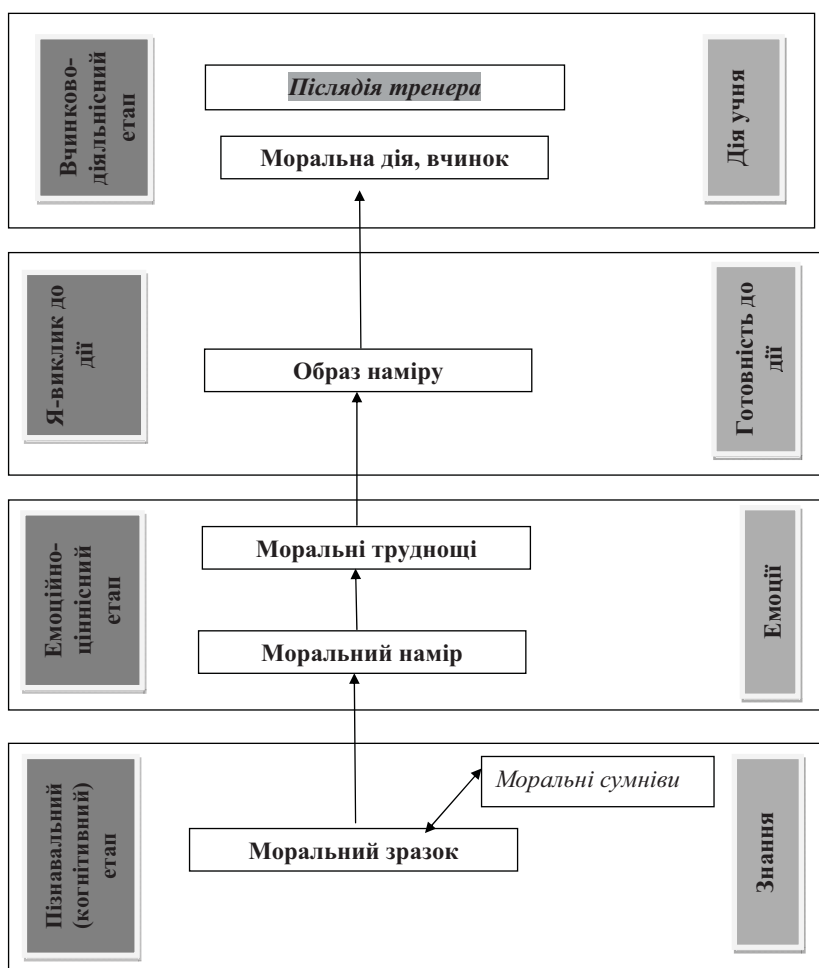 Вчинково-
діяльнісний
етап
Післядія тренера
Моральна дія, вчинок
Дія учня
Я-виклик до
дії
Образ наміру
Готовність до
дії
Емоційно-
ціннісний
етап
Моральні труднощі
Моральний намір
Емоції
Пізнавальний
(когнітивний)
етап
Моральні сумніви
Моральний зразок
Знання